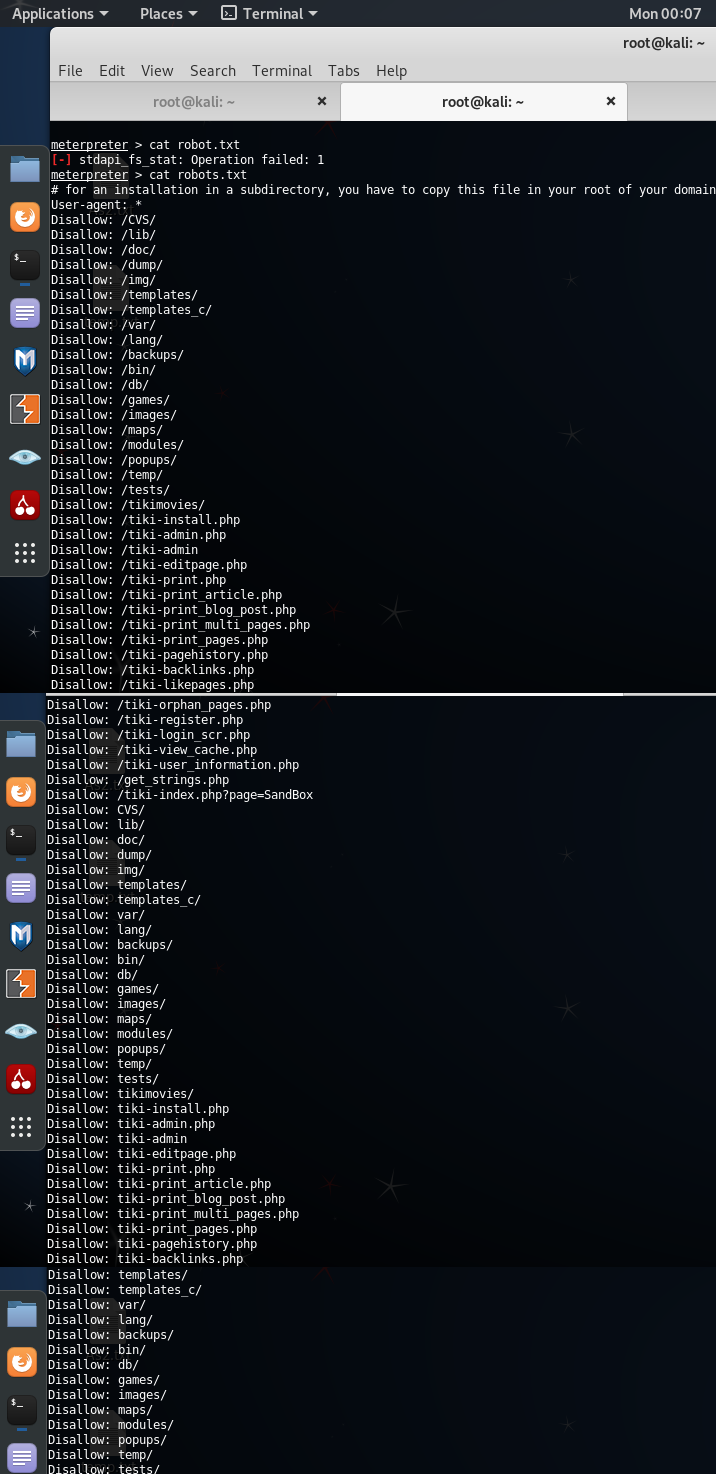 Applications Places Terminal Mon 00:07
root@kali: ~
File Edit View Search Terminal Tabs Help
root@kali: ~ × root@kali: ~ ×
meterpreter > cat robot.txt
[-] stdapi_fs_stat: Operation failed: 1
meterpreter > cat robots.txt
# for an installation in a subdirectory, you have to copy this file in your root of your domain
User-agent: *
Disallow: /CVS/
Disallow: /lib/
Disallow: /doc/
Disallow: /dump/
Disallow: /img/
Disallow: /templates/
Disallow: /templates_c/
Disallow: /var/
Disallow: /lang/
Disallow: /backups/
Disallow: /bin/
Disallow: /db/
Disallow: /games/
Disallow: /images/
Disallow: /maps/
Disallow: /modules/
Disallow: /popups/
Disallow: /temp/
Disallow: /tests/
Disallow: /tikimovies/
Disallow: /tiki-install.php
Disallow: /tiki-admin.php
Disallow: /tiki-admin
Disallow: /tiki-editpage.php
Disallow: /tiki-print.php
Disallow: /tiki-print_article.php
Disallow: /tiki-print_blog_post.php
Disallow: /tiki-print_multi_pages.php
Disallow: /tiki-print_pages.php
Disallow: /tiki-pagehistory.php
Disallow: /tiki-backlinks.php
Disallow: /tiki-likepages.php
Disallow: /tiki-orphan_pages.php
Disallow: /tiki-register.php
Disallow: /tiki-login_scr.php
Disallow: /tiki-view_cache.php
Disallow: /tiki-user_information.php
Disallow: /get_strings.php
Disallow: /tiki-index.php?page=SandBox
Disallow: CVS/
Disallow: lib/
Disallow: doc/
Disallow: dump/
Disallow: img/
Disallow: templates/
Disallow: templates_c/
Disallow: var/
Disallow: lang/
Disallow: backups/
Disallow: bin/
Disallow: db/
Disallow: games/
Disallow: images/
Disallow: maps/
Disallow: modules/
Disallow: popups/
Disallow: temp/
Disallow: tests/
Disallow: tikimovies/
Disallow: tiki-install.php
Disallow: tiki-admin.php
Disallow: tiki-admin
Disallow: tiki-editpage.php
Disallow: tiki-print.php
Disallow: tiki-print_article.php
Disallow: tiki-print_blog_post.php
Disallow: tiki-print_multi_pages.php
Disallow: tiki-print_pages.php
Disallow: tiki-pagehistory.php
Disallow: tiki-backlinks.php
Disallow: templates/
Disallow: templates_c/
Disallow: var/
Disallow: lang/
Disallow: backups/
Disallow: bin/
Disallow: db/
Disallow: games/
Disallow: images/
Disallow: maps/
Disallow: modules/
Disallow: popups/
Disallow: temp/
Disallow: tests/